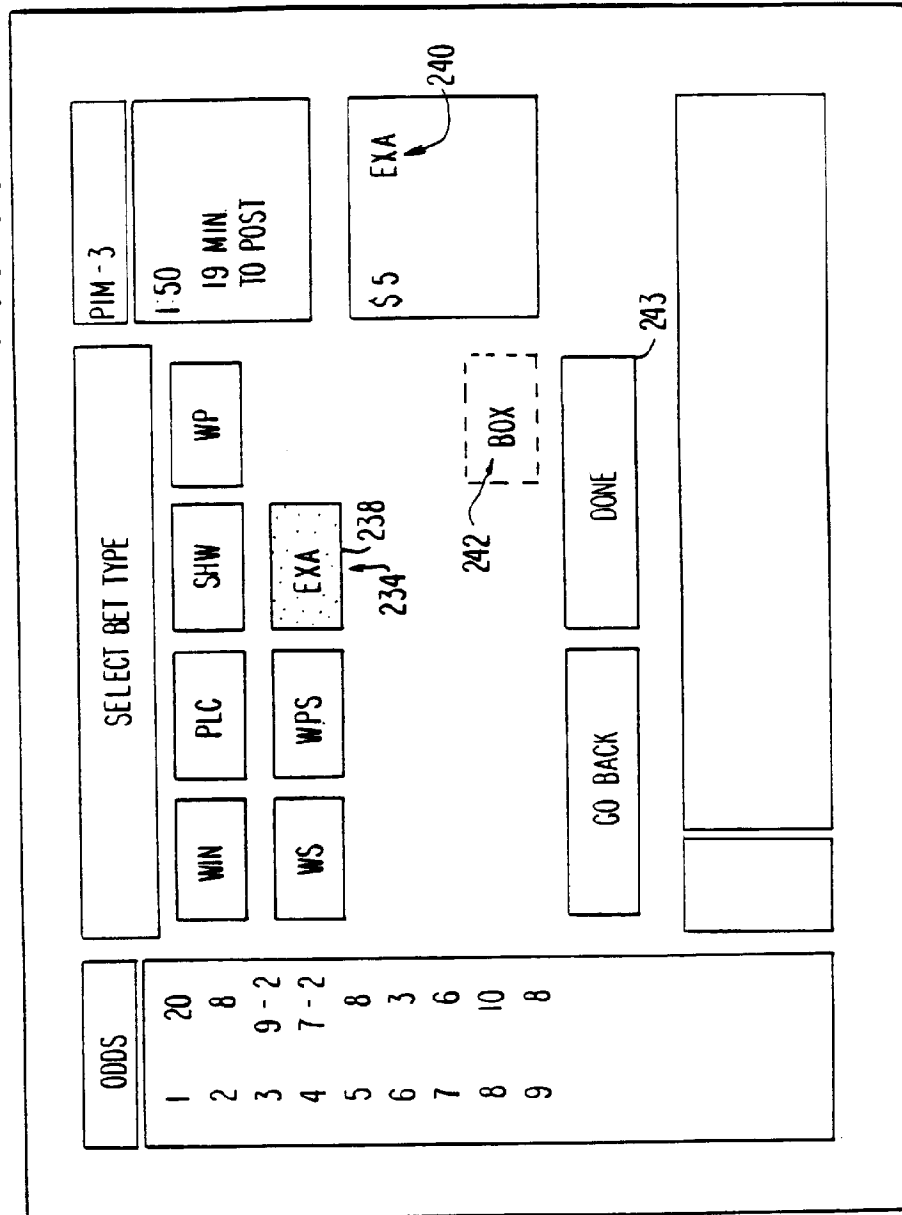 ODDS
1 20
2 8
3 9 - 2
4 7 - 2
5 8
6 3
7 6
8 10
9 8
SELECT BET TYPE
WIN PLC SHW WP
WS WPS EXA
234 238
242
BOX
GO BACK DONE
243
PIM - 3
1:50
19 MIN.
TO POST
$ 5 EXA
240